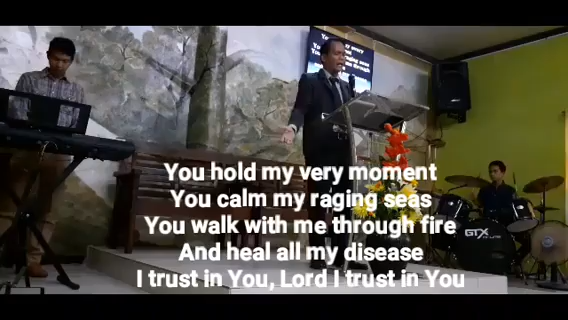 You hold my very moment
You calm my raging seas
You walk with me through fire
And heal all my disease
I trust in You, Lord I trust in You
GTX